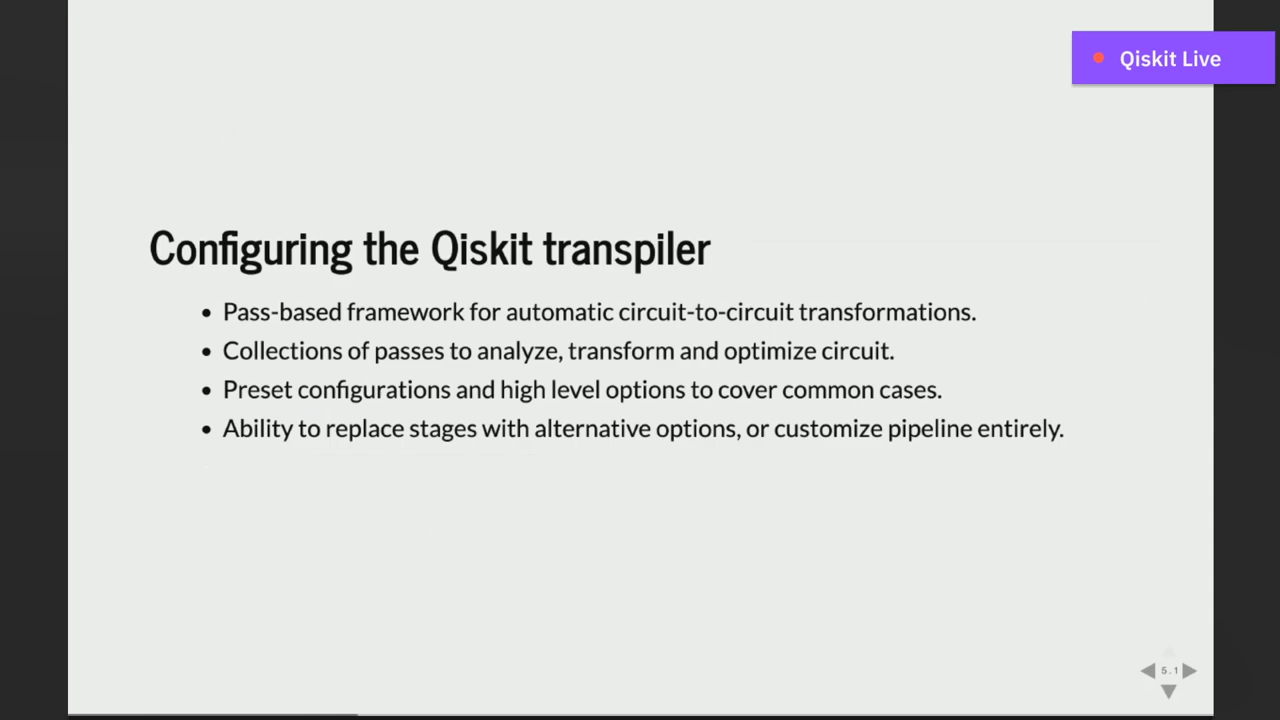 Qiskit Live
Configuring the Qiskit transpiler
• Pass-based framework for automatic circuit-to-circuit transformations.
• Collections of passes to analyze, transform and optimize circuit.
• Preset configurations and high level options to cover common cases.
• Ability to replace stages with alternative options, or customize pipeline entirely.
5.1